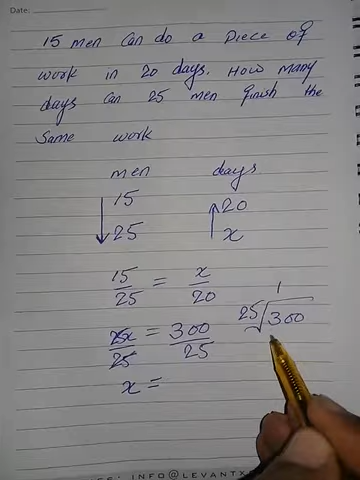 Date:
15 men can do a piece of
work in 20 days. How many
days can 25 men finish the
same work
men days
15 20
25 x
15/25 = x/20
25x/25 = 300/25
1
25√300
x =
INFO@LEVANTX